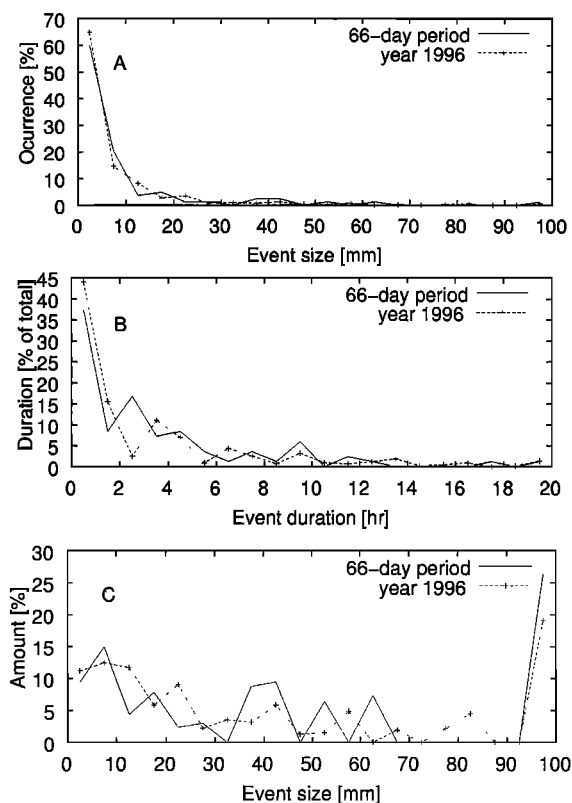 70
60
50
40
30
20
10
0
Ocurrence [%]
A
66-day period
year 1996
0 10 20 30 40 50 60 70 80 90 100
Event size [mm]
45
40
35
30
25
20
15
10
5
0
Duration [% of total]
B
66-day period
year 1996
0 2 4 6 8 10 12 14 16 18 20
Event duration [hr]
30
25
20
15
10
5
0
Amount [%]
C
66-day period
year 1996
0 10 20 30 40 50 60 70 80 90 100
Event size [mm]